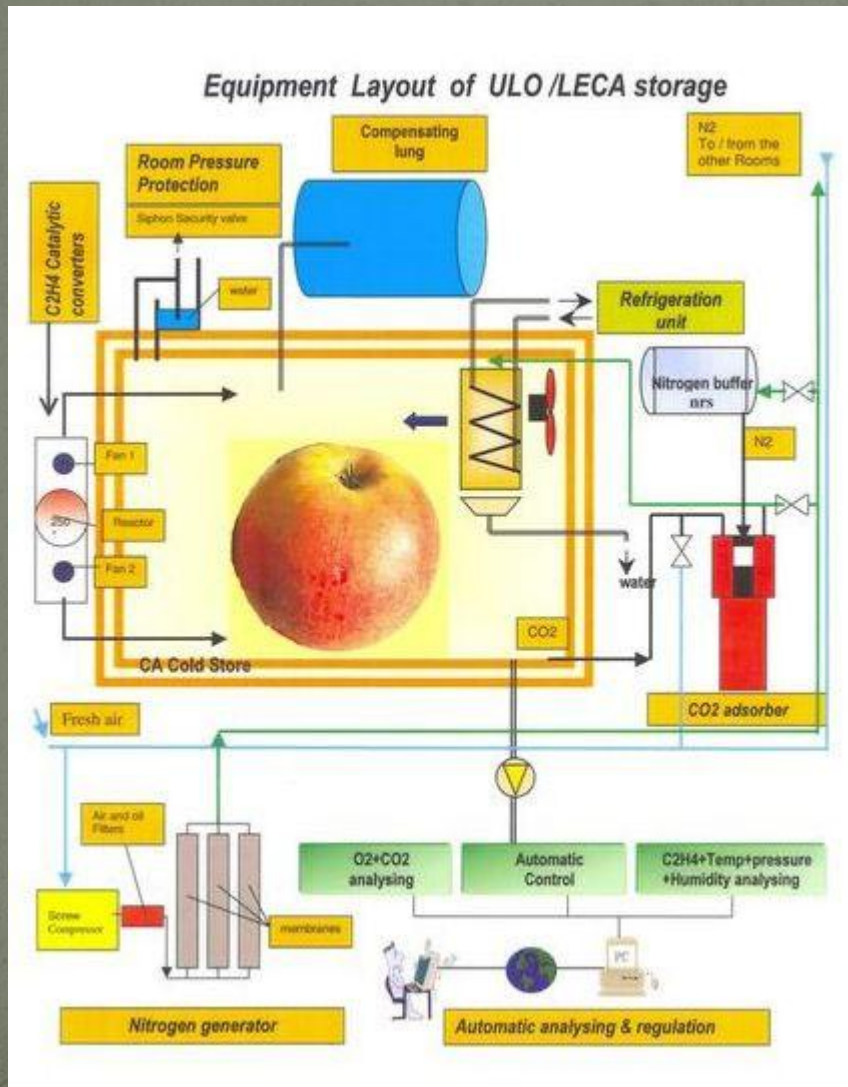 Equipment Layout of ULO /LECA storage
Compensating
lung
N2
To / from the
other Rooms
Room Pressure
Protection
Siphon Security valve
C2H4 Catalytic
converters
water
Refrigeration
unit
Nitrogen buffer
nrs
N2
Fan 1
250
Reactor
Fan 2
water
CO2
CA Cold Store
CO2 adsorber
Fresh air
Air and oil
Filters
O2+CO2
analysing
Automatic
Control
C2H4+Temp+pressure
+Humidity analysing
Screw
Compressor
membranes
PC
Nitrogen generator
Automatic analysing & regulation